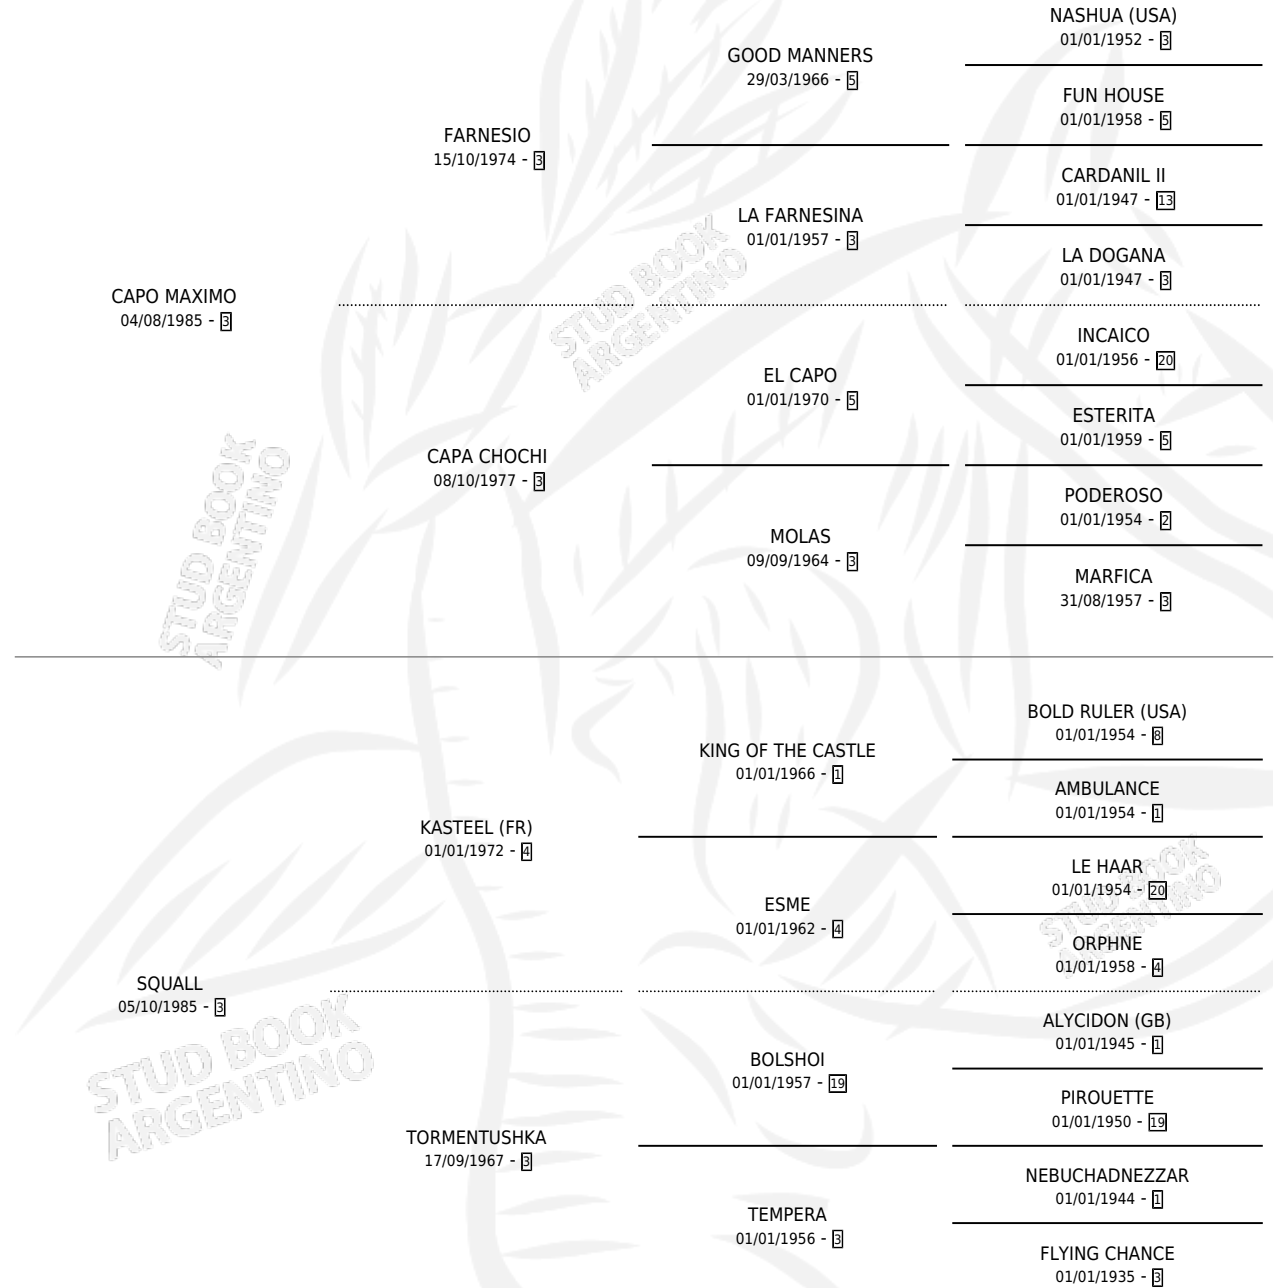 NASHUA (USA)
01/01/1952 - 3
GOOD MANNERS
29/03/1966 - 5
FUN HOUSE
01/01/1958 - 5
FARNESIO
15/10/1974 - 3
CARDANIL II
01/01/1947 - 13
LA FARNESINA
01/01/1957 - 3
LA DOGANA
01/01/1947 - 3
CAPO MAXIMO
04/08/1985 - 3
STUD BOOK
ARGENTINO
INCAICO
01/01/1956 - 20
EL CAPO
01/01/1970 - 5
ESTERITA
01/01/1959 - 5
CAPA CHOCHI
08/10/1977 - 3
PODEROSO
01/01/1954 - 2
MOLAS
09/09/1964 - 3
MARFICA
31/08/1957 - 3
STUD BOOK
ARGENTINO
BOLD RULER (USA)
01/01/1954 - 8
KING OF THE CASTLE
01/01/1966 - 1
AMBULANCE
01/01/1954 - 1
KASTEEL (FR)
01/01/1972 - 4
LE HAAR
01/01/1954 - 20
ESME
01/01/1962 - 4
STUD BOOK
ARGENTINO
ORPHNE
01/01/1958 - 4
SQUALL
05/10/1985 - 3
ALYCIDON (GB)
01/01/1945 - 1
BOLSHOI
01/01/1957 - 19
STUD BOOK
ARGENTINO
PIROUETTE
01/01/1950 - 19
TORMENTUSHKA
17/09/1967 - 3
NEBUCHADNEZZAR
01/01/1944 - 1
TEMPERA
01/01/1956 - 3
FLYING CHANCE
01/01/1935 - 3